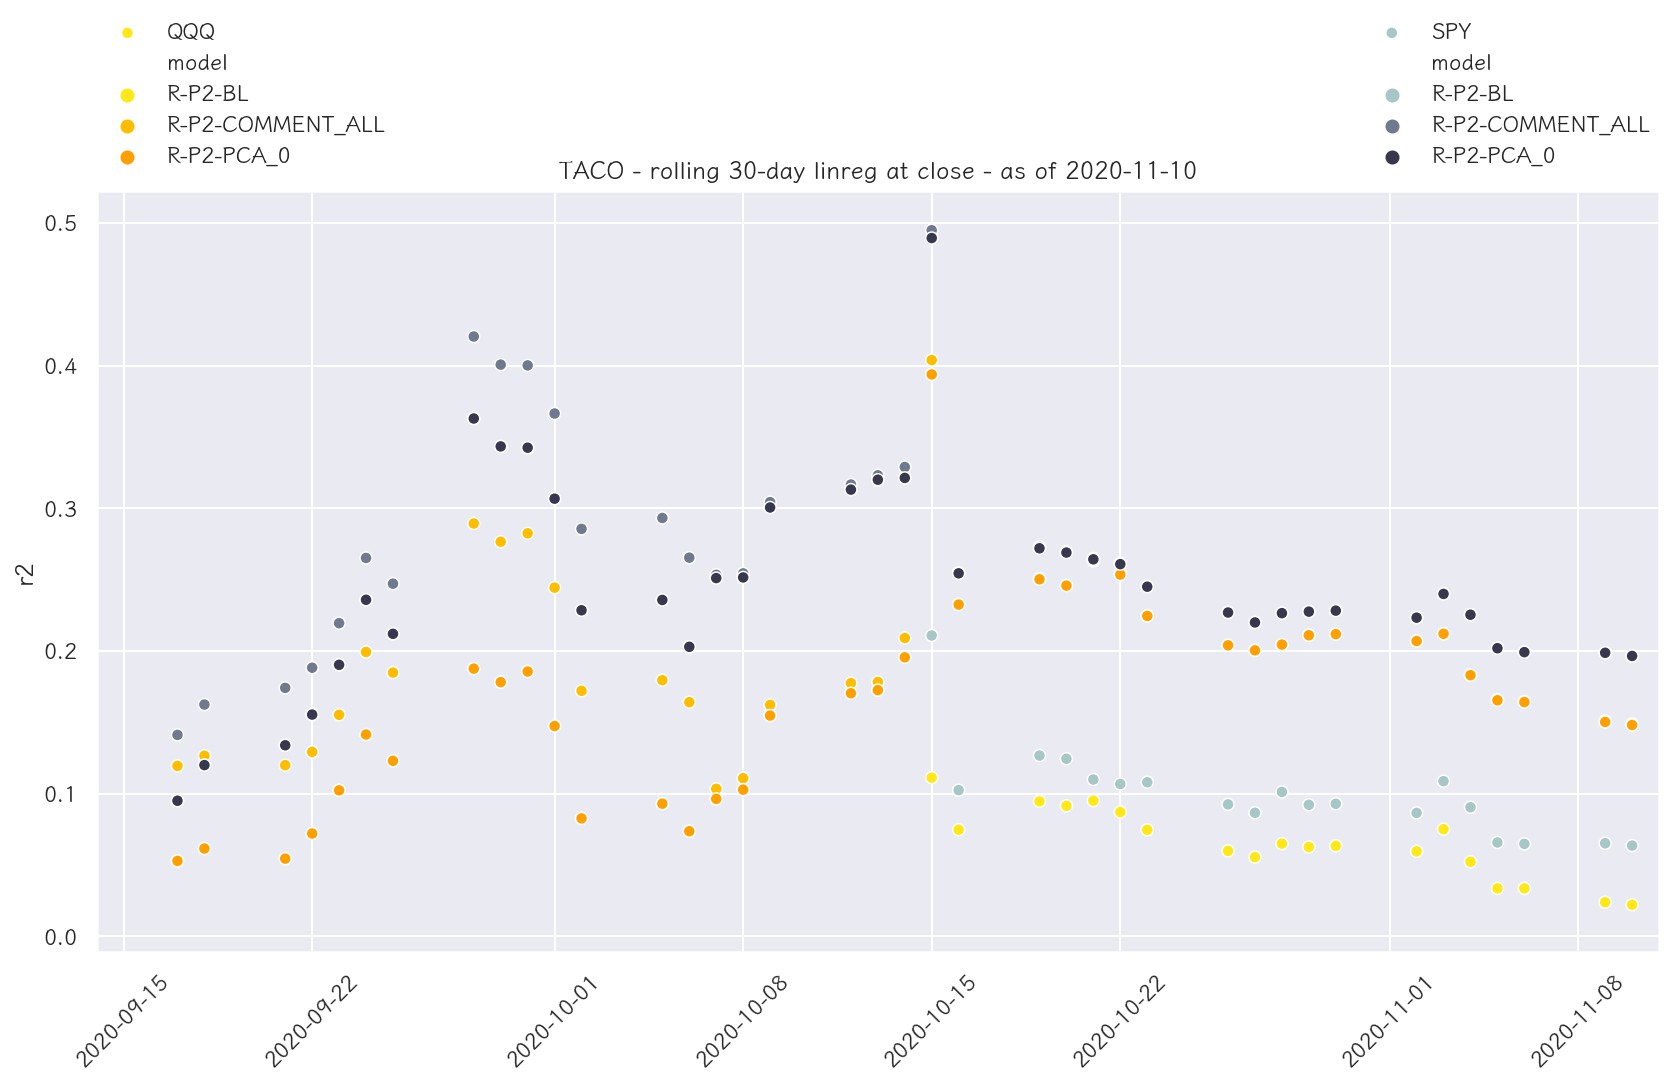 QQQ
model
R-P2-BL
R-P2-COMMENT_ALL
R-P2-PCA_0
SPY
model
R-P2-BL
R-P2-COMMENT_ALL
R-P2-PCA_0
TACO - rolling 30-day linreg at close - as of 2020-11-10
0.5
0.4
0.3
0.2
0.1
0.0
r2
2020-09-15
2020-09-22
2020-10-01
2020-10-08
2020-10-15
2020-10-22
2020-11-01
2020-11-08